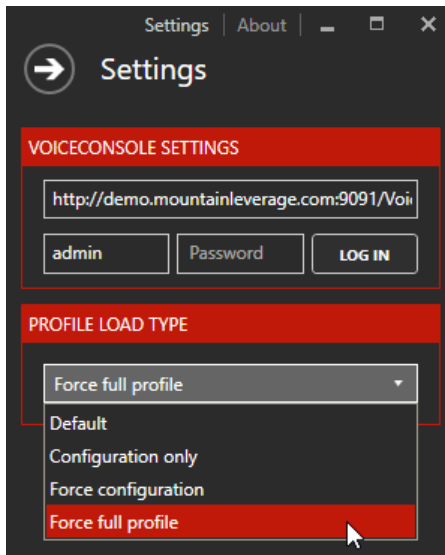 Settings | About |
Settings
VOICECONSOLE SETTINGS
http://demo.mountainleverage.com:9091/Voi
admin Password LOG IN
PROFILE LOAD TYPE
Force full profile
Default
Configuration only
Force configuration
Force full profile